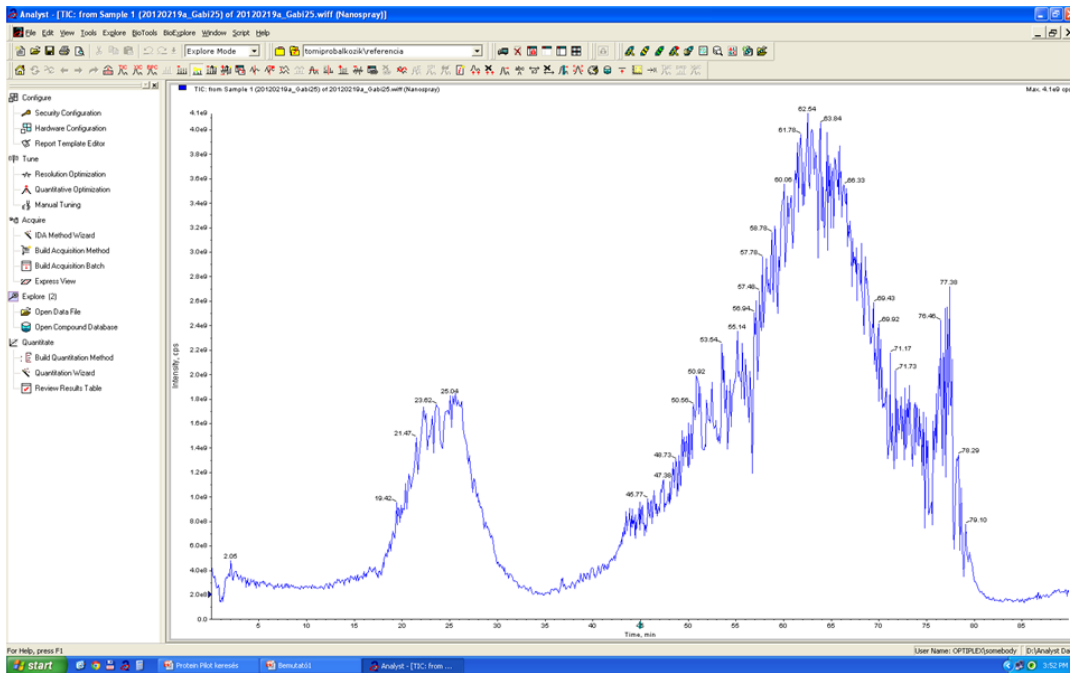 Analyst - [TIC: from Sample 1 (20120219a_Gabi25) of 20120219a_Gabi25.wiff (Nanospray)]
File Edit View Tools Explore BioTools BioExplore Window Script Help
Explore Mode
tomiprobalkozik\referencia
Configure
Security Configuration
Hardware Configuration
Report Template Editor
Tune
Resolution Optimization
Quantitative Optimization
Manual Tuning
Acquire
IDA Method Wizard
Build Acquisition Method
Build Acquisition Batch
Express View
Explore (2)
Open Data File
Open Compound Database
Quantitate
Build Quantitation Method
Quantitation Wizard
Review Results Table
TIC: from Sample 1 (20120219a_Gabi25) of 20120219a_Gabi25.wiff (Nanospray)
Max. 4.1e9 cps
Intensity, cps
4.1e9
4.0e9
3.8e9
3.6e9
3.4e9
3.2e9
3.0e9
2.8e9
2.6e9
2.4e9
2.2e9
2.0e9
1.8e9
1.6e9
1.4e9
1.2e9
1.0e9
8.0e8
6.0e8
4.0e8
2.0e8
0.0
2.05
19.42
21.47
23.62
25.04
46.77
47.38
48.73
50.56
50.92
53.54
55.14
56.94
57.48
57.78
58.78
60.06
61.78
62.54
63.84
66.33
69.43
69.92
71.17
71.73
76.46
77.38
78.29
79.10
5 10 15 20 25 30 35 40 45 50 55 60 65 70 75 80 85
Time, min
For Help, press F1
User Name: OPTIPLEX\somebody
D:\Analyst Da
start
Protein Pilot keresés
Bemutató1
Analyst - [TIC: from ...
3:52 PM